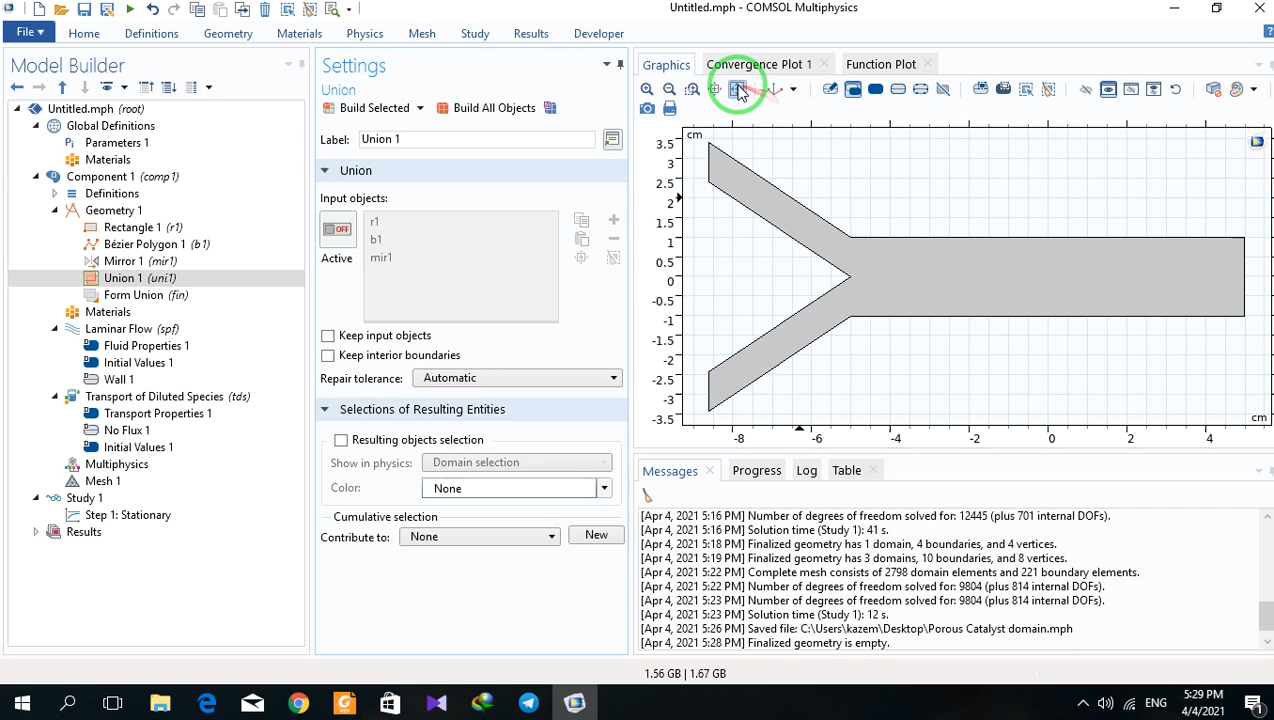 Untitled.mph - COMSOL Multiphysics
File Home Definitions Geometry Materials Physics Mesh Study Results Developer
Model Builder
Untitled.mph (root)
Global Definitions
Parameters 1
Materials
Component 1 (comp1)
Definitions
Geometry 1
Rectangle 1 (r1)
Bézier Polygon 1 (b1)
Mirror 1 (mir1)
Union 1 (uni1)
Form Union (fin)
Materials
Laminar Flow (spf)
Fluid Properties 1
Initial Values 1
Wall 1
Transport of Diluted Species (tds)
Transport Properties 1
No Flux 1
Initial Values 1
Multiphysics
Mesh 1
Study 1
Step 1: Stationary
Results
Settings
Union
Build Selected Build All Objects
Label: Union 1
Union
Input objects:
OFF
Active
r1
b1
mir1
Keep input objects
Keep interior boundaries
Repair tolerance: Automatic
Selections of Resulting Entities
Resulting objects selection
Show in physics: Domain selection
Color: None
Cumulative selection
Contribute to: None New
Graphics Convergence Plot 1 Function Plot
cm
3.5
3
2.5
2
1.5
1
0.5
0
-0.5
-1
-1.5
-2
-2.5
-3
-3.5
cm
-8 -6 -4 -2 0 2 4
Messages Progress Log Table
[Apr 4, 2021 5:16 PM] Number of degrees of freedom solved for: 12445 (plus 701 internal DOFs).
[Apr 4, 2021 5:16 PM] Solution time (Study 1): 41 s.
[Apr 4, 2021 5:18 PM] Finalized geometry has 1 domain, 4 boundaries, and 4 vertices.
[Apr 4, 2021 5:19 PM] Finalized geometry has 3 domains, 10 boundaries, and 8 vertices.
[Apr 4, 2021 5:22 PM] Complete mesh consists of 2798 domain elements and 221 boundary elements.
[Apr 4, 2021 5:22 PM] Number of degrees of freedom solved for: 9804 (plus 814 internal DOFs).
[Apr 4, 2021 5:23 PM] Number of degrees of freedom solved for: 9804 (plus 814 internal DOFs).
[Apr 4, 2021 5:23 PM] Solution time (Study 1): 12 s.
[Apr 4, 2021 5:26 PM] Saved file: C:\Users\kazem\Desktop\Porous Catalyst domain.mph
[Apr 4, 2021 5:28 PM] Finalized geometry is empty.
1.56 GB | 1.67 GB
ENG
5:29 PM
4/4/2021
1